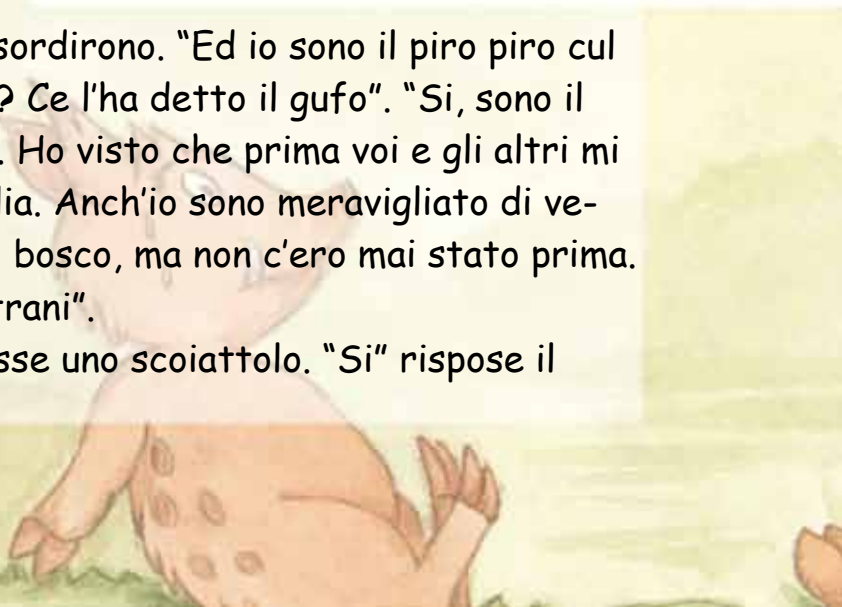 sordirono. “Ed io sono il piro piro cul
? Ce l'ha detto il gufo”. “Si, sono il
. Ho visto che prima voi e gli altri mi
lia. Anch'io sono meravigliato di ve-
bosco, ma non c'ero mai stato prima.
trani”.
sse uno scoiattolo. “Si” rispose il